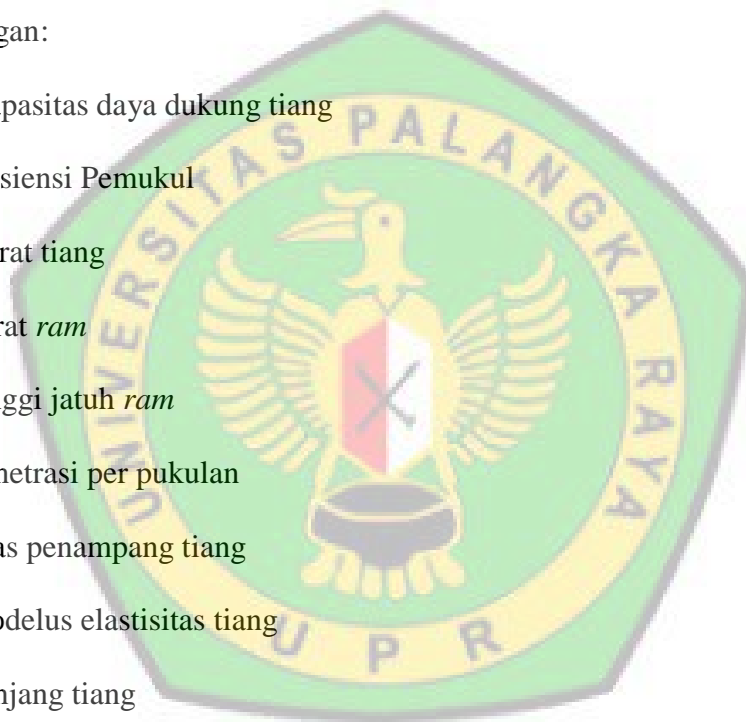 gan:
pasitas daya dukung tiang
siensi Pemukul
rat tiang
rat ram
ggi jatuh ram
netrasi per pukulan
as penampang tiang
odelus elastisitas tiang
njang tiang
UNIVERSITAS PALANGKA RAYA
UPR